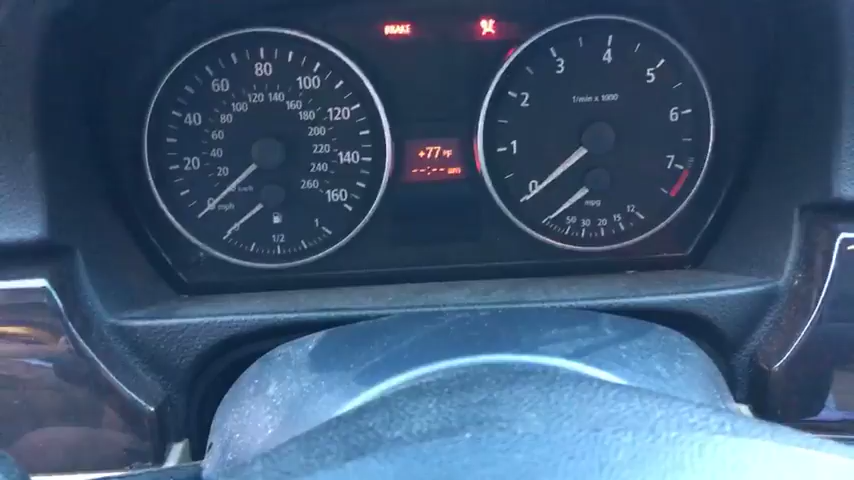 BRAKE
20 40 60 80 100 120 140 160
20 40 60 80 100 120 140 160 180 200 220 240 260
0 km/h
mph
0 1/2 1
+77 °F
--:-- am
0 1 2 3 4 5 6 7
1/min x 1000
mpg
50 30 20 15 12